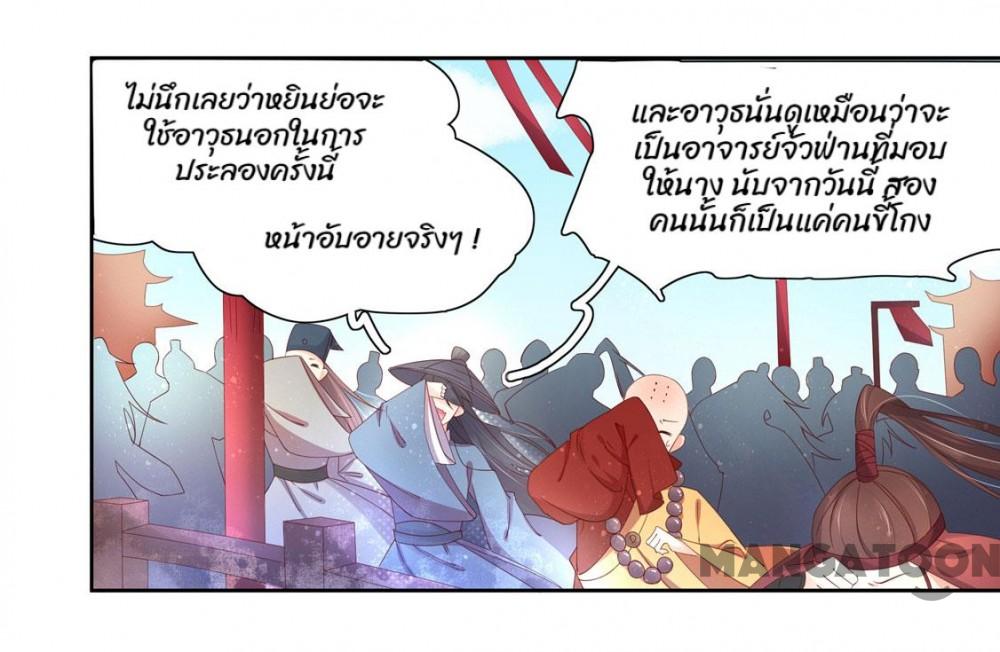 ไม่นึกเลยว่าหยินย่อจะ
ใช้อาวุธนอกในการ
ประลองครั้งนี้
หน้าอับอายจริงๆ !
และอาวุธนั่นดูเหมือนว่าจะ
เป็นอาจารย์จั๋วฟ่านที่มอบ
ให้นาง นับจากวันนี้ สอง
คนนั้นก็เป็นแค่คนขี้โกง
MANGATOON